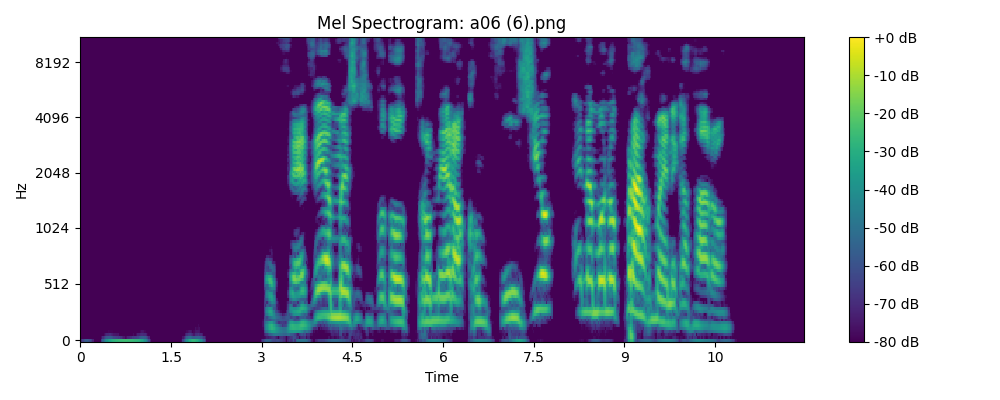 Mel Spectrogram: a06 (6).png
Hz
8192
4096
2048
1024
512
0
0 1.5 3 4.5 6 7.5 9 10
Time
+0 dB
-10 dB
-20 dB
-30 dB
-40 dB
-50 dB
-60 dB
-70 dB
-80 dB